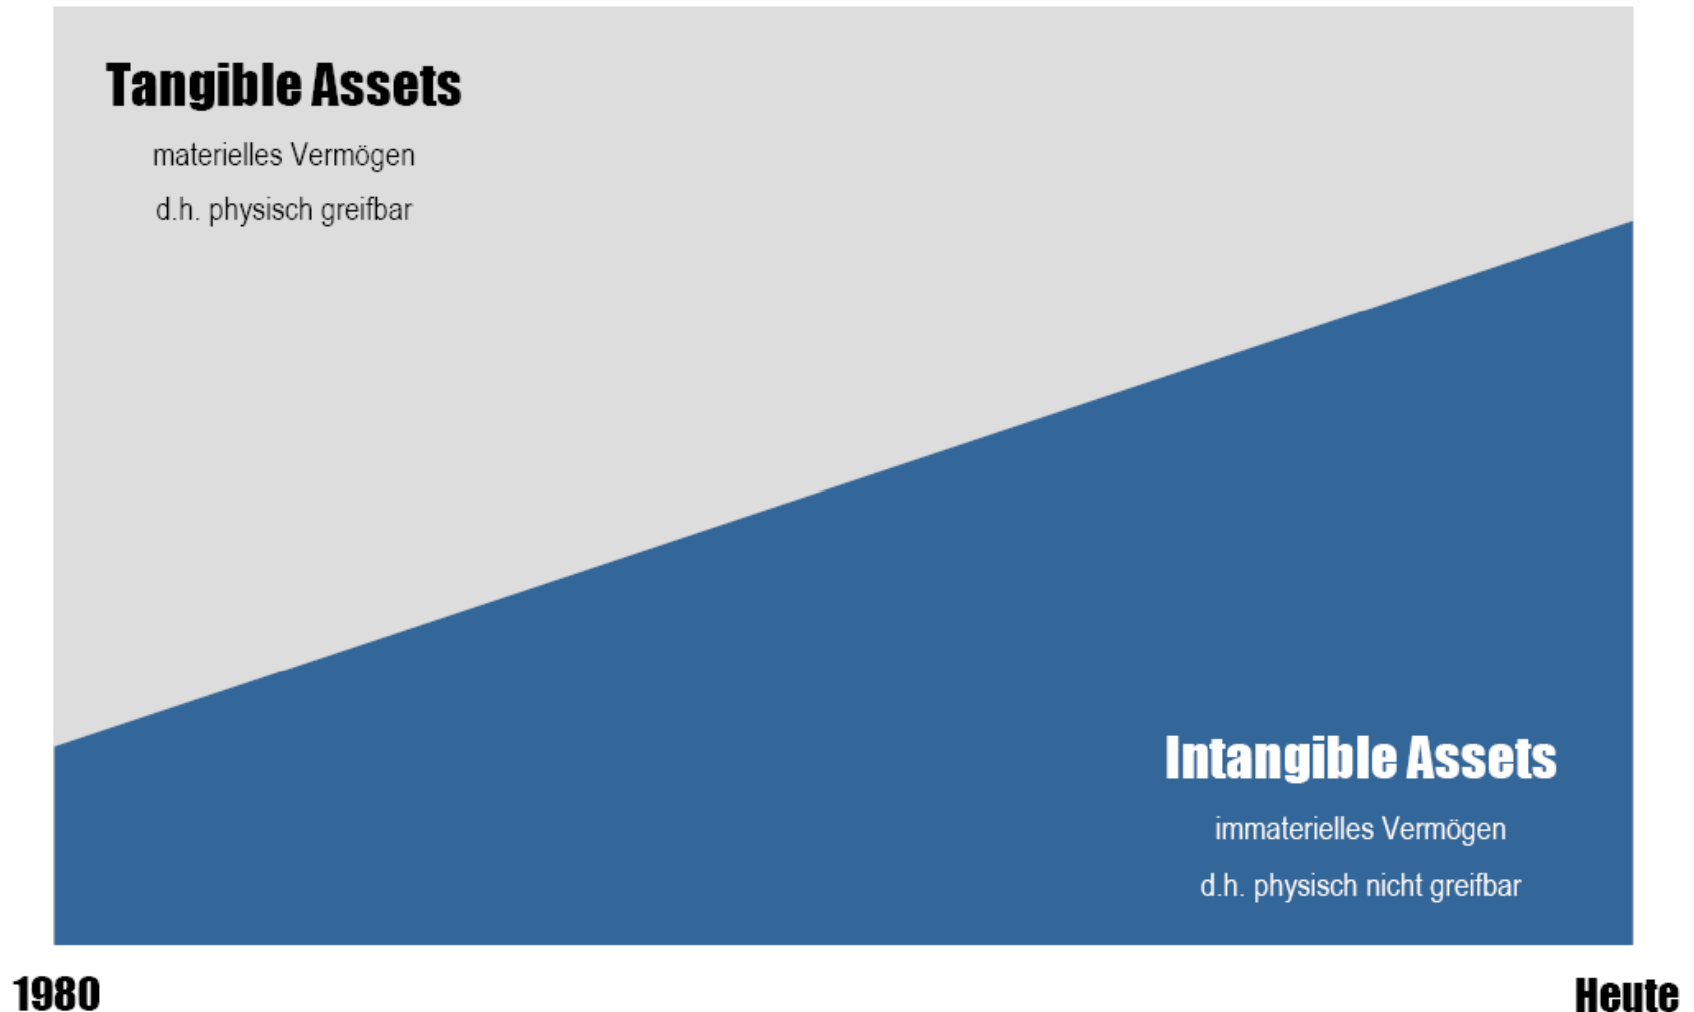 Tangible Assets
materielles Vermögen
d.h. physisch greifbar
Intangible Assets
immaterielles Vermögen
d.h. physisch nicht greifbar
1980
Heute